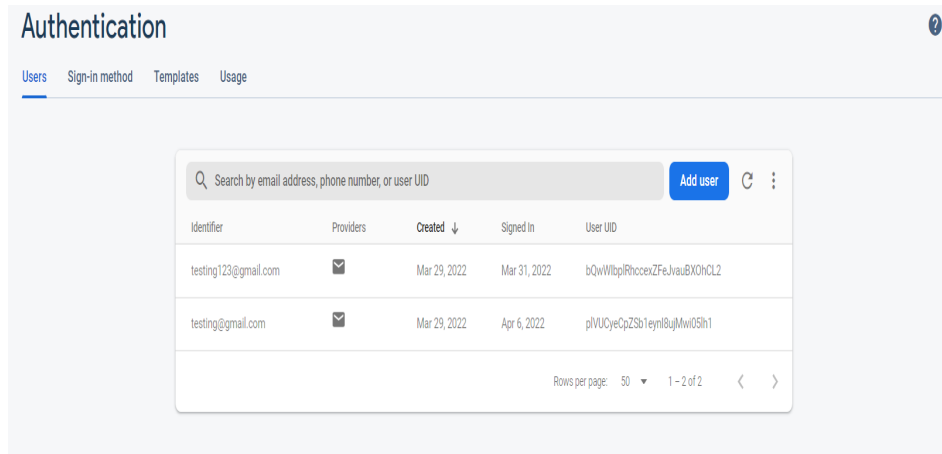 Authentication
Users Sign-in method Templates Usage
Search by email address, phone number, or user UID Add user
Identifier Providers Created Signed In User UID
testing123@gmail.com Mar 29, 2022 Mar 31, 2022 bQwWlbplRhccexZFeJvauBXOhCL2
testing@gmail.com Mar 29, 2022 Apr 6, 2022 plVUCyeCpZSb1eynI8ujMwi05lh1
Rows per page: 50 1 – 2 of 2